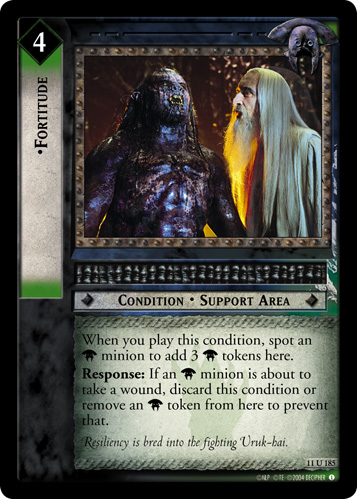 4
•Fortitude
Condition • Support Area
When you play this condition, spot an
minion to add 3 tokens here.
Response: If an minion is about to
take a wound, discard this condition or
remove an token from here to prevent
that.
Resiliency is bred into the fighting Uruk-hai.
11 U 185
©NLP ©TE ©2004 DECIPHER